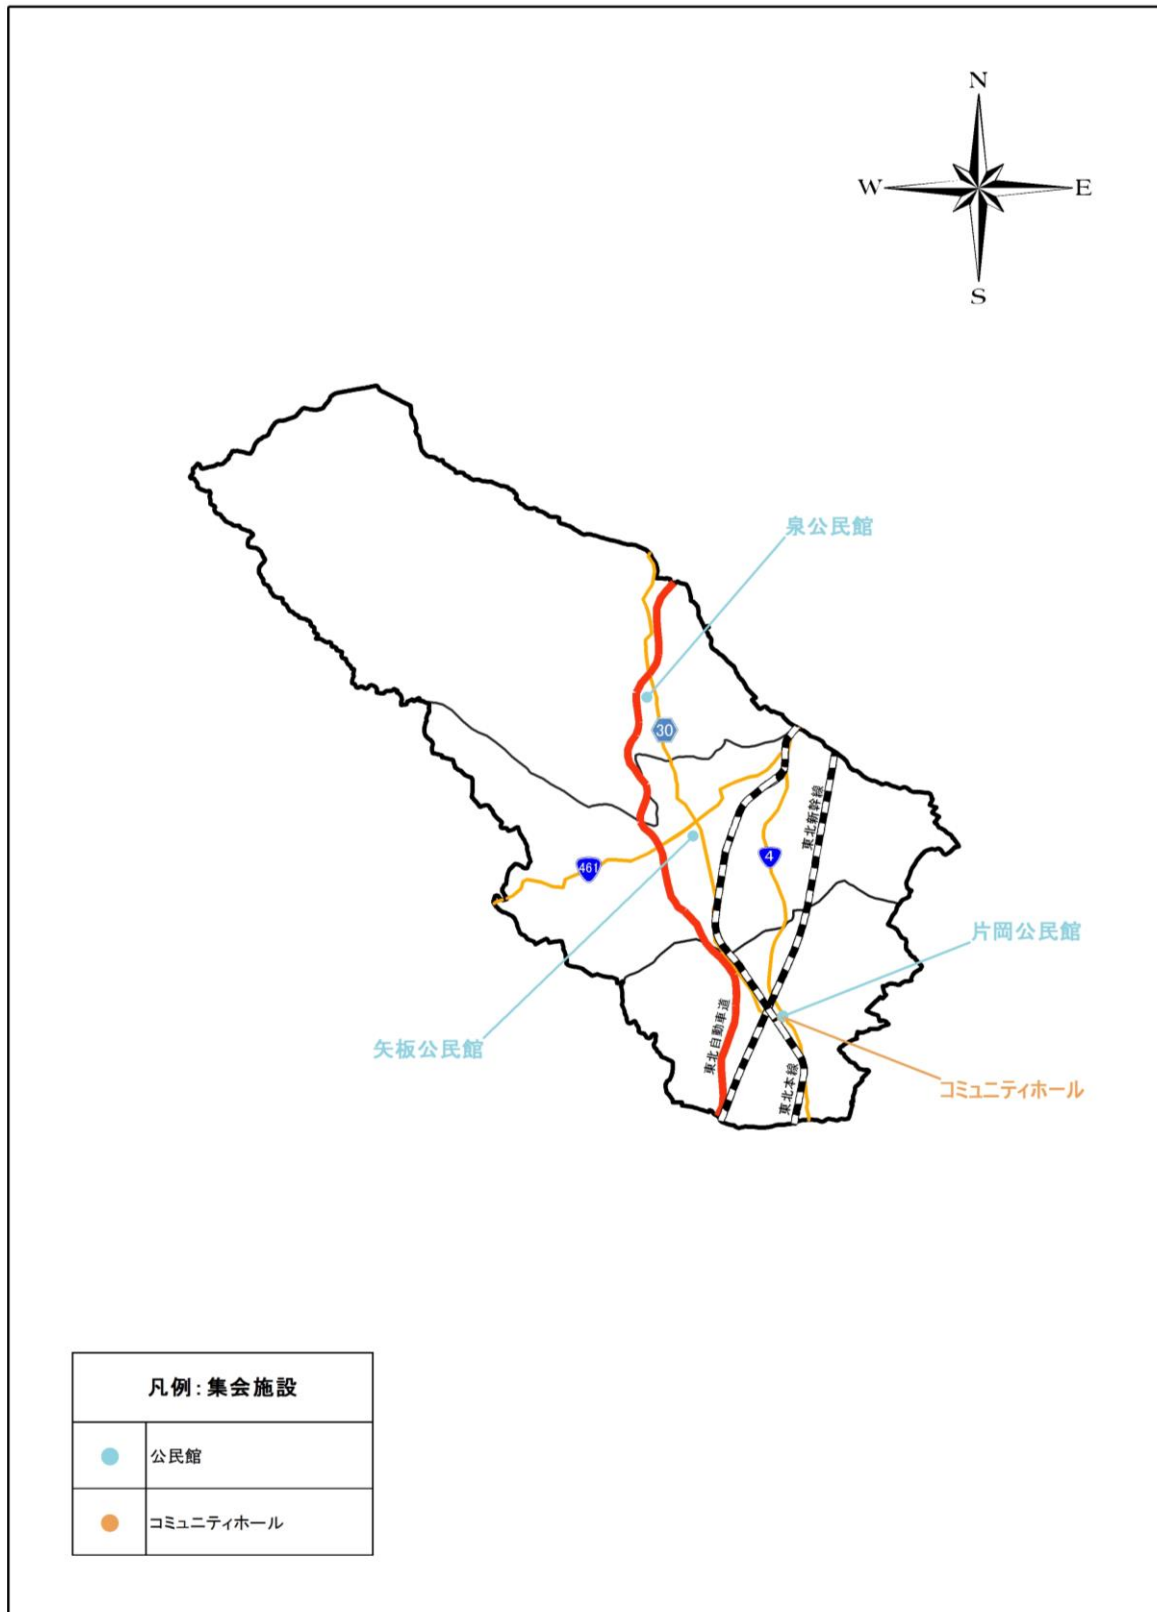 N
W
E
S
泉公民館
30
東北新幹線
461
4
片岡公民館
矢板公民館
東北自動車道
東北本線
コミュニティホール
凡例：集会施設
公民館
コミュニティホール